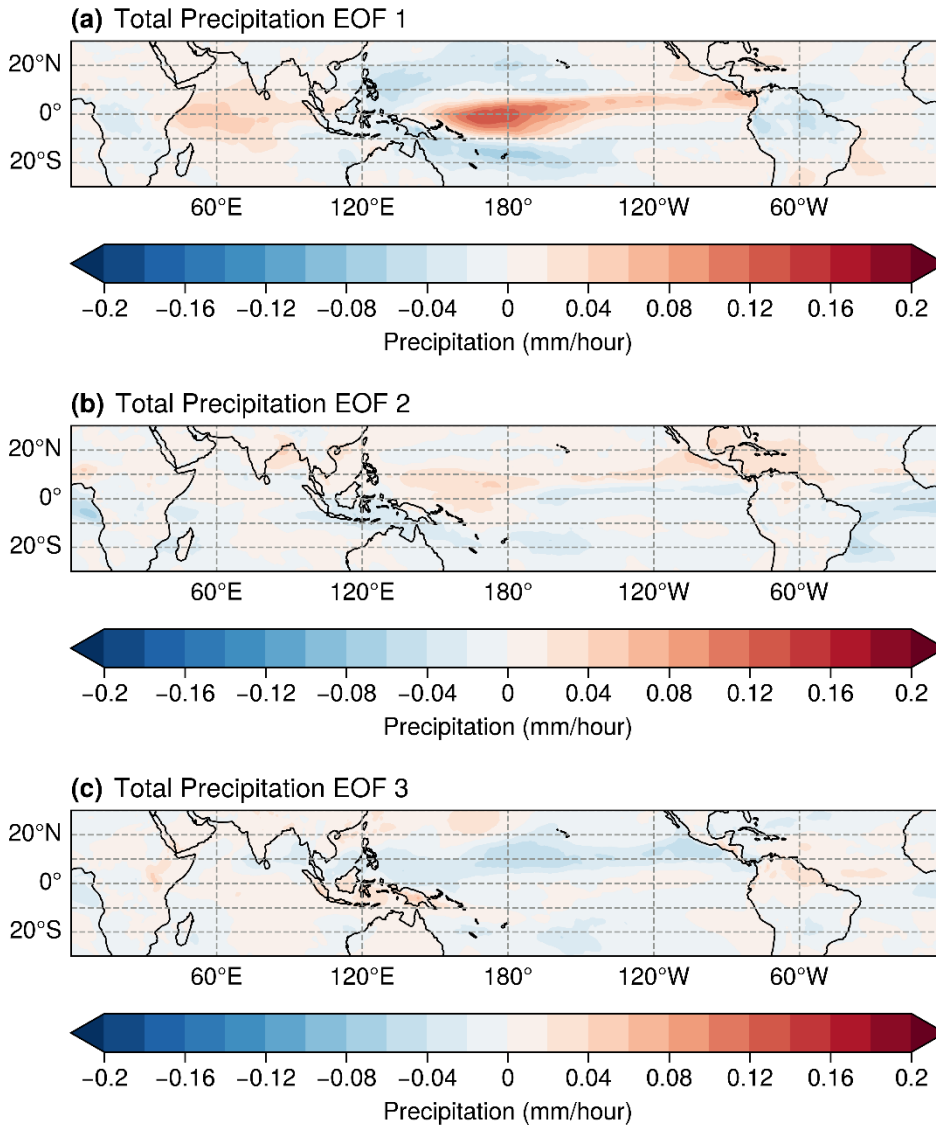 (a) Total Precipitation EOF 1
20°N
0°
20°S
60°E 120°E 180° 120°W 60°W
−0.2 −0.16 −0.12 −0.08 −0.04 0 0.04 0.08 0.12 0.16 0.2
Precipitation (mm/hour)
(b) Total Precipitation EOF 2
20°N
0°
20°S
60°E 120°E 180° 120°W 60°W
−0.2 −0.16 −0.12 −0.08 −0.04 0 0.04 0.08 0.12 0.16 0.2
Precipitation (mm/hour)
(c) Total Precipitation EOF 3
20°N
0°
20°S
60°E 120°E 180° 120°W 60°W
−0.2 −0.16 −0.12 −0.08 −0.04 0 0.04 0.08 0.12 0.16 0.2
Precipitation (mm/hour)